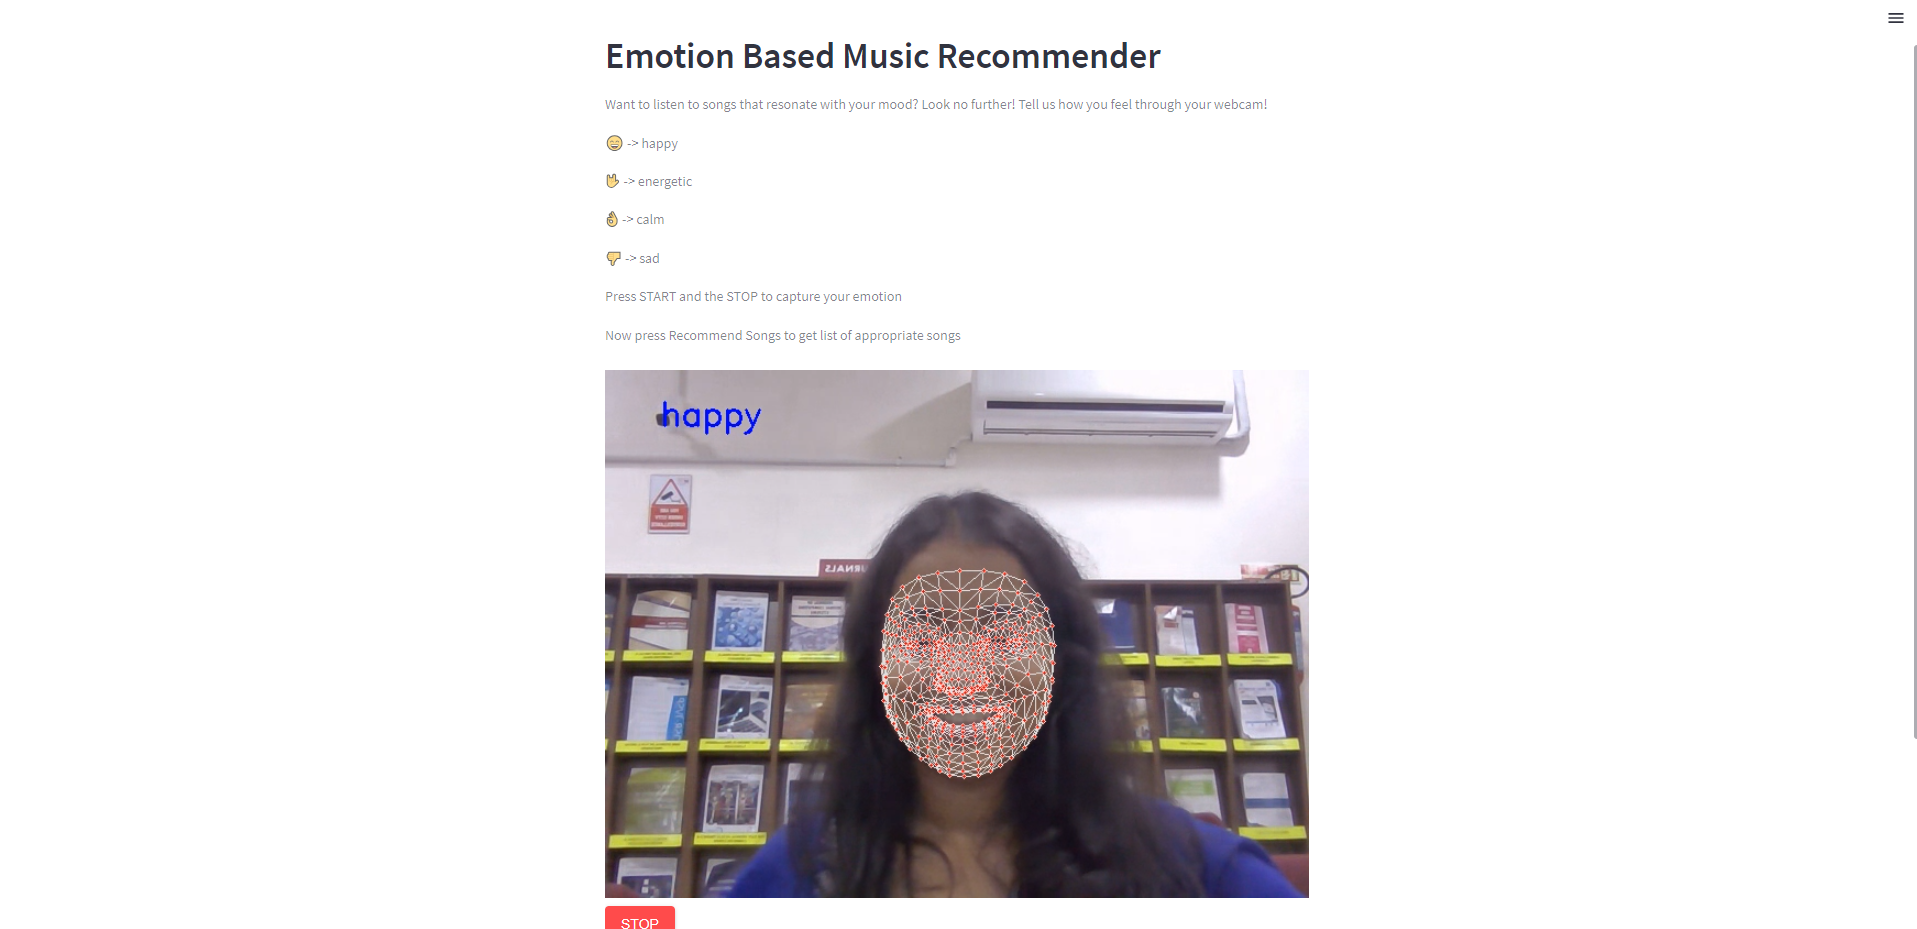 Emotion Based Music Recommender
Want to listen to songs that resonate with your mood? Look no further! Tell us how you feel through your webcam!
😄 -> happy
🤘 -> energetic
👌 -> calm
👎 -> sad
Press START and the STOP to capture your emotion
Now press Recommend Songs to get list of appropriate songs
happy
STOP